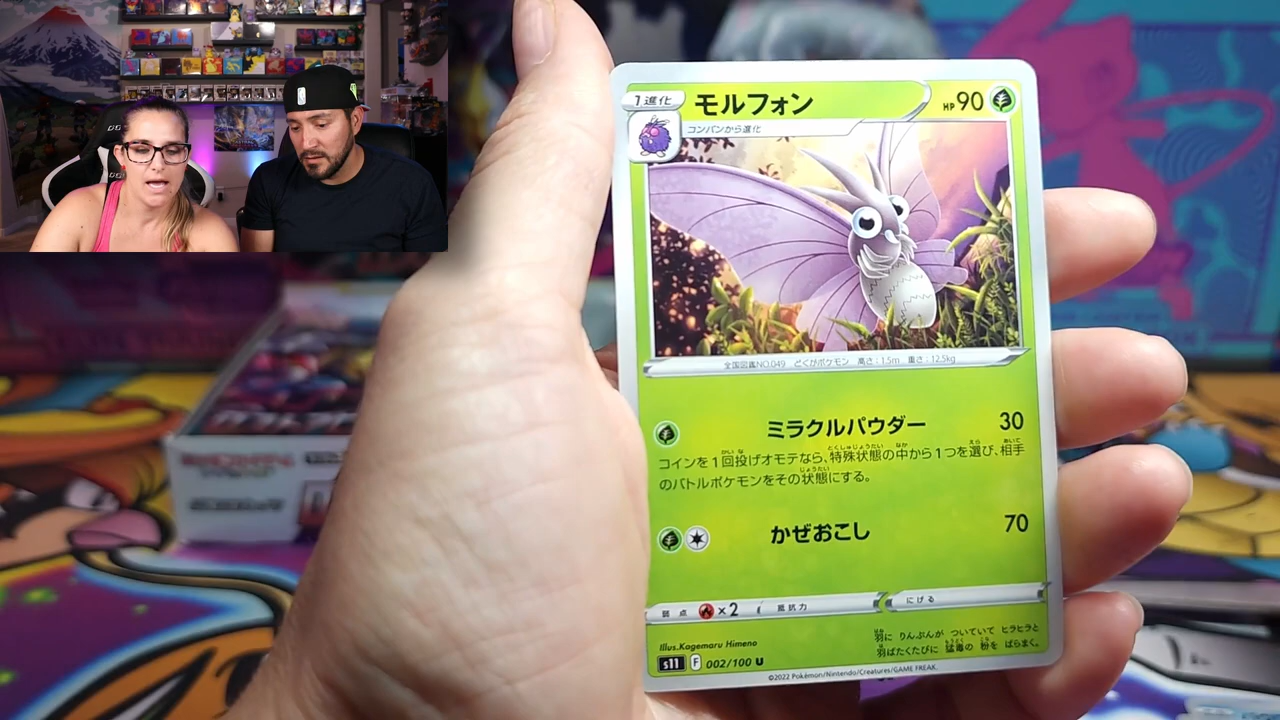 1進化
モルフォン
HP90
コンパンから進化
全国図鑑NO.049 どくがポケモン 高さ：1.5m 重さ：12.5kg
ミラクルパウダー 30
コインを1回投げオモテなら、特殊状態の中から1つを選び、相手
のバトルポケモンをその状態にする。
かぜおこし 70
弱点 ×2 抵抗力 にげる
Illus.Kagemaru Himeno
羽に りんぷんが ついていて ヒラヒラと
羽ばたくたびに 猛毒の 粉を ばらまく。
s11 F 002/100 U
©2022 Pokémon/Nintendo/Creatures/GAME FREAK.